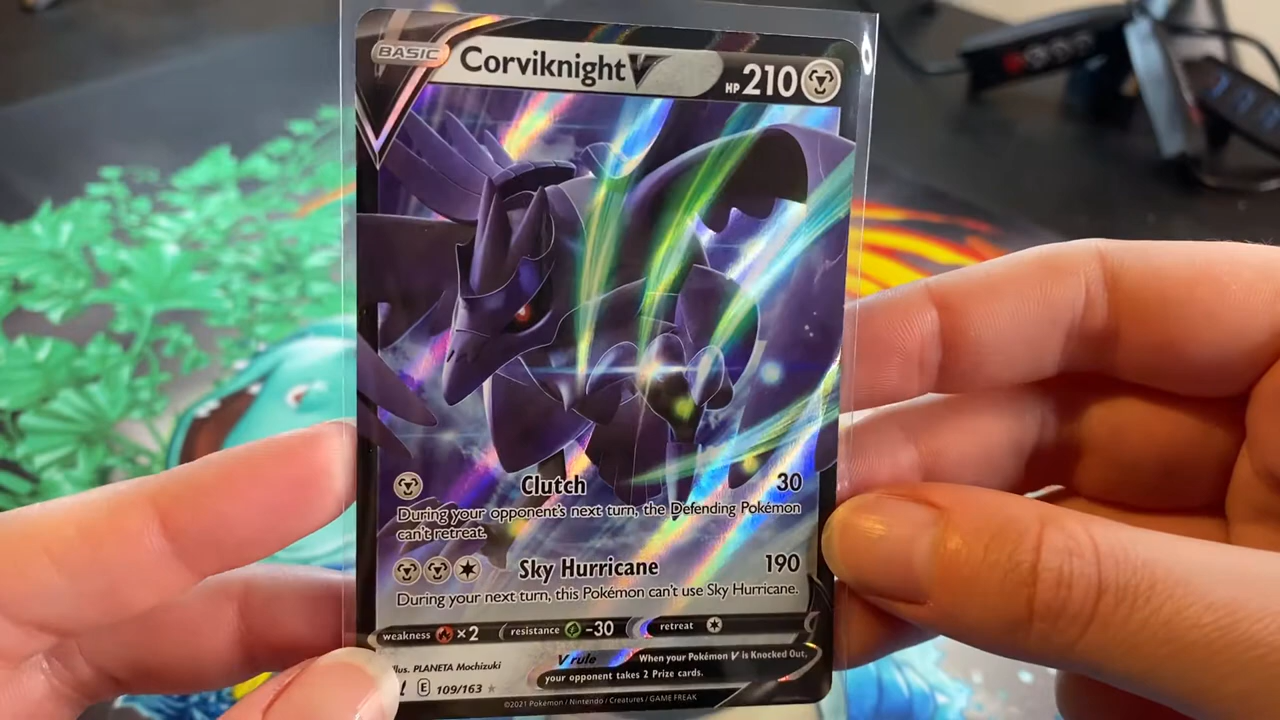 BASIC Corviknight V HP 210
Clutch 30
During your opponent's next turn, the Defending Pokémon
can't retreat.
Sky Hurricane 190
During your next turn, this Pokémon can't use Sky Hurricane.
weakness ×2 resistance -30 retreat
V rule When your Pokémon V is Knocked Out,
your opponent takes 2 Prize cards.
Illus. PLANETA Mochizuki
E 109/163
©2021 Pokémon / Nintendo / Creatures / GAME FREAK